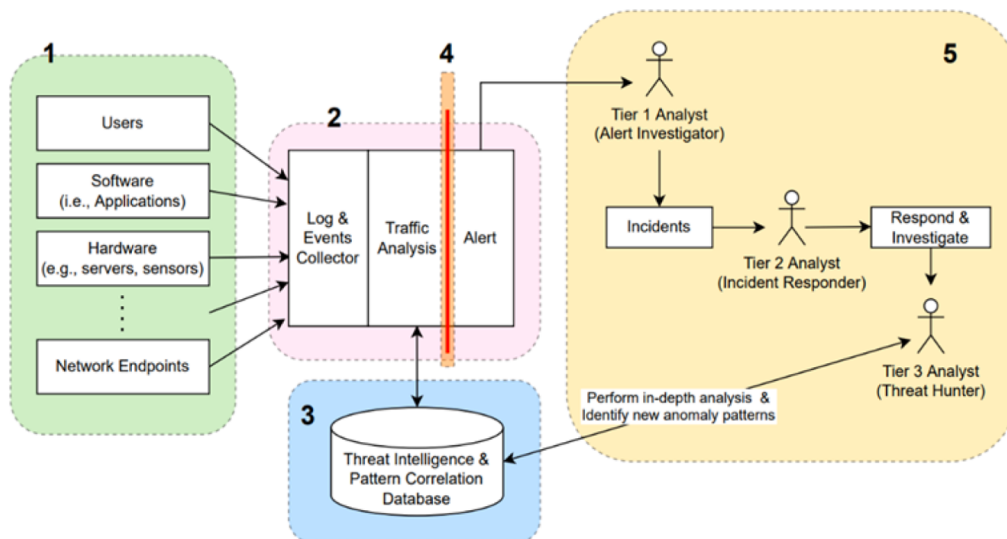 1
Users
Software
(i.e., Applications)
Hardware
(e.g., servers, sensors)
Network Endpoints
2
Log &
Events
Collector
Traffic
Analysis
Alert
4
3
Threat Intelligence &
Pattern Correlation
Database
5
Tier 1 Analyst
(Alert Investigator)
Incidents
Tier 2 Analyst
(Incident Responder)
Respond &
Investigate
Tier 3 Analyst
(Threat Hunter)
Perform in-depth analysis &
Identify new anomaly patterns